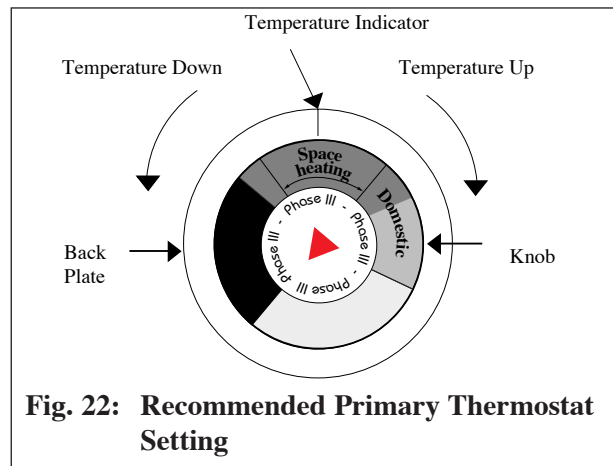 Temperature Indicator
Temperature Down
Temperature Up
Space
heating
Domestic
Phase III - Phase III - Phase III - Phase III -
Back
Plate
Knob
Fig. 22: Recommended Primary Thermostat
Setting